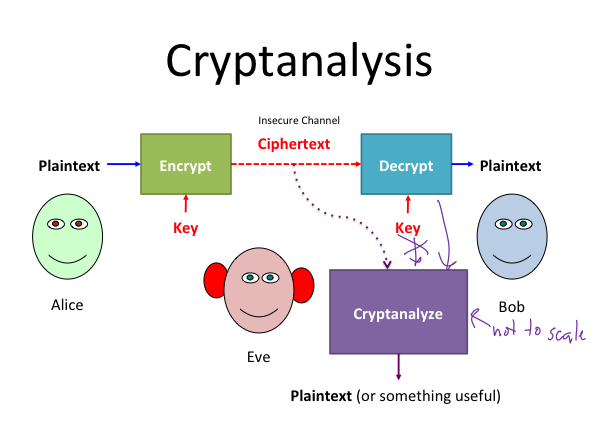 Cryptanalysis
Insecure Channel
Ciphertext
Plaintext
Encrypt
Decrypt
Plaintext
Key
Key
Alice
Eve
Cryptanalyze
Bob
not to scale
Plaintext (or something useful)